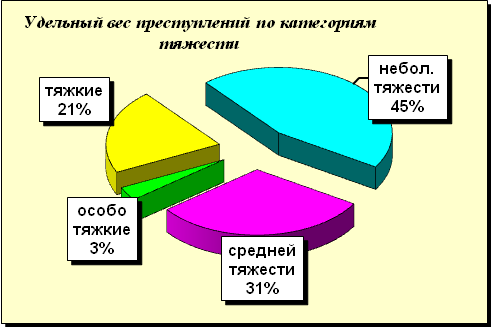 Удельный вес преступлений по категориям
тяжести
небол.
тяжести
45%
тяжкие
21%
особо
тяжкие
3%
средней
тяжести
31%